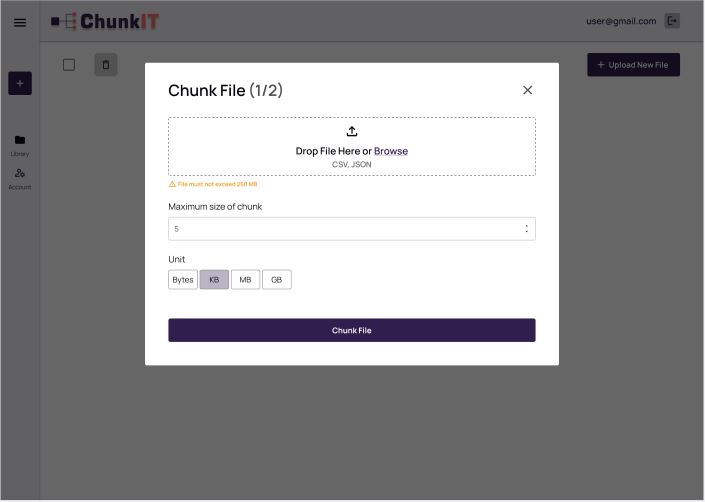 ChunkIT
user@gmail.com
+ Upload New File
+
Library
Account
Chunk File (1/2)
Drop File Here or Browse
CSV, JSON
File must not exceed 250 MB
Maximum size of chunk
5
Unit
Bytes KB MB GB
Chunk File